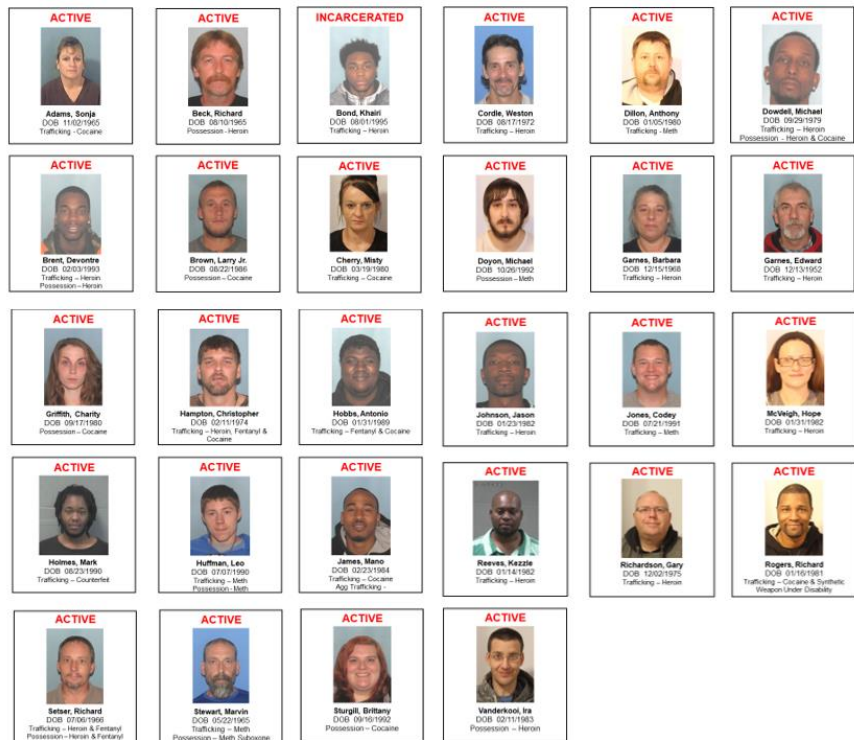 ACTIVE
Adams, Sonja
DOB 11/02/1965
Trafficking - Cocaine
ACTIVE
Beck, Richard
DOB 08/10/1965
Possession - Heroin
INCARCERATED
Bond, Khairi
DOB 08/01/1995
Trafficking – Heroin
ACTIVE
Cordle, Weston
DOB 08/17/1972
Trafficking – Heroin
ACTIVE
Dillon, Anthony
DOB 01/05/1980
Trafficking - Meth
ACTIVE
Dowdell, Michael
DOB 09/29/1979
Trafficking – Heroin
Possession - Heroin & Cocaine
ACTIVE
Brent, Devontre
DOB 02/03/1993
Trafficking – Heroin
Possession – Heroin
ACTIVE
Brown, Larry Jr.
DOB 08/22/1986
Possession – Cocaine
ACTIVE
Cherry, Misty
DOB 03/19/1980
Trafficking – Cocaine
ACTIVE
Doyon, Michael
DOB 10/26/1992
Possession – Meth
ACTIVE
Garnes, Barbara
DOB 12/15/1968
Trafficking – Heroin
ACTIVE
Garnes, Edward
DOB 12/13/1952
Trafficking – Heroin
ACTIVE
Griffith, Charity
DOB 09/17/1980
Possession – Cocaine
ACTIVE
Hampton, Christopher
DOB 02/11/1974
Trafficking – Heroin, Fentanyl &
Cocaine
ACTIVE
Hobbs, Antonio
DOB 01/31/1989
Trafficking – Fentanyl & Cocaine
ACTIVE
Johnson, Jason
DOB 01/23/1982
Trafficking – Heroin
ACTIVE
Jones, Codey
DOB 07/21/1991
Trafficking – Meth
ACTIVE
McVeigh, Hope
DOB 01/31/1982
Trafficking – Heroin
ACTIVE
Holmes, Mark
DOB 08/23/1990
Trafficking – Counterfeit
ACTIVE
Huffman, Leo
DOB 07/07/1990
Trafficking – Meth
Possession - Meth
ACTIVE
James, Mano
DOB 02/23/1984
Trafficking – Cocaine
Agg Trafficking -
ACTIVE
Reeves, Kezzle
DOB 01/14/1982
Trafficking – Heroin
ACTIVE
Richardson, Gary
DOB 12/02/1975
Trafficking – Heroin
ACTIVE
Rogers, Richard
DOB 01/16/1981
Trafficking – Cocaine & Synthetic
Weapon Under Disability
ACTIVE
Setser, Richard
DOB 07/06/1966
Trafficking – Heroin & Fentanyl
Possession – Heroin & Fentanyl
ACTIVE
Stewart, Marvin
DOB 05/22/1965
Trafficking – Meth
Possession – Meth Suboxone
ACTIVE
Sturgill, Brittany
DOB 09/16/1992
Possession – Cocaine
ACTIVE
Vanderkooi, Ira
DOB 02/11/1983
Possession – Heroin